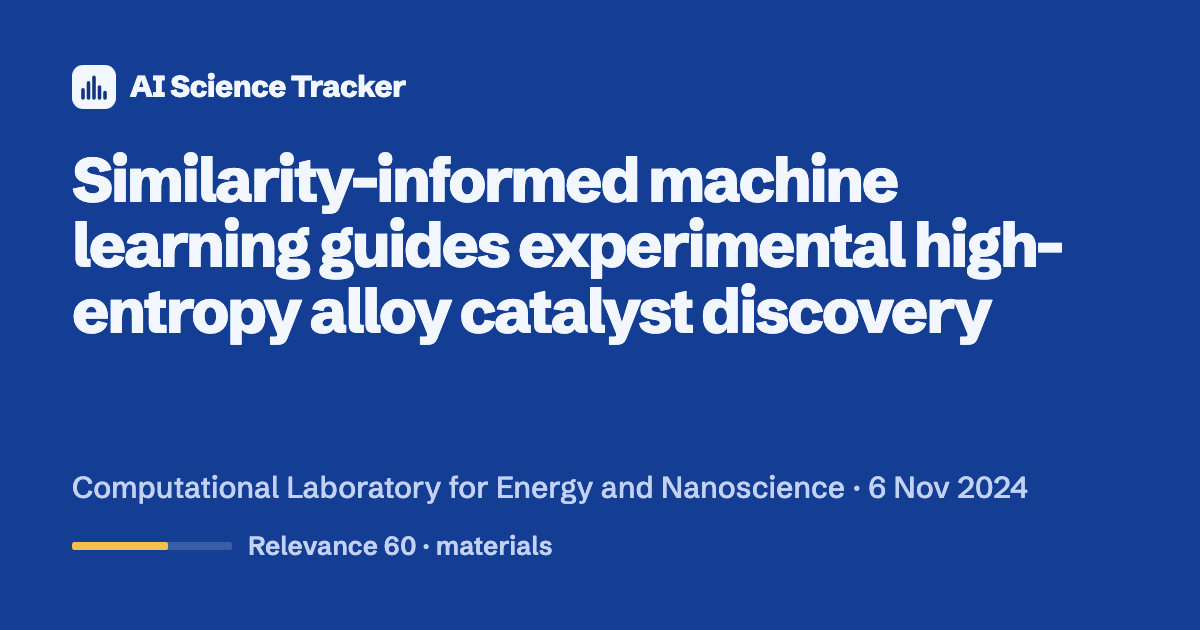 AI Science Tracker
Similarity-informed machine
learning guides experimental high-
entropy alloy catalyst discovery
Computational Laboratory for Energy and Nanoscience · 6 Nov 2024
Relevance 60 · materials